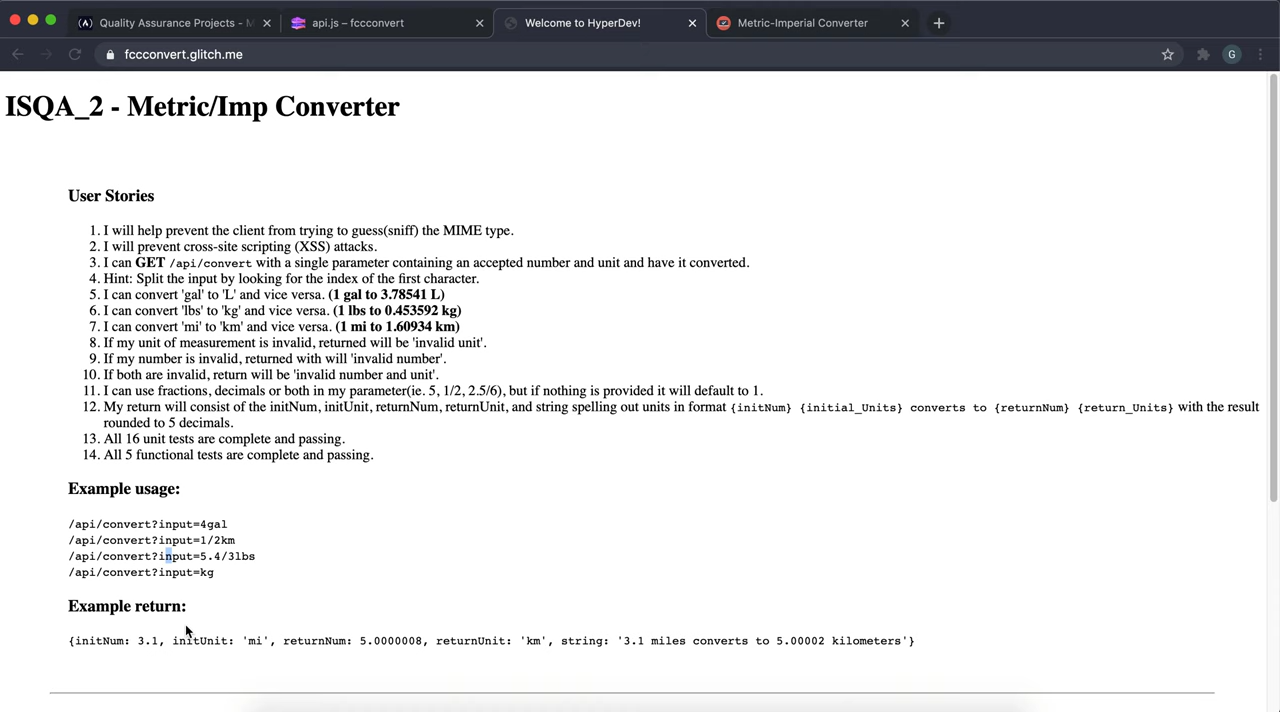 Quality Assurance Projects - M
api.js – fccconvert
Welcome to HyperDev!
Metric-Imperial Converter
fccconvert.glitch.me
G
ISQA_2 - Metric/Imp Converter
User Stories
1. I will help prevent the client from trying to guess(sniff) the MIME type.
2. I will prevent cross-site scripting (XSS) attacks.
3. I can GET /api/convert with a single parameter containing an accepted number and unit and have it converted.
4. Hint: Split the input by looking for the index of the first character.
5. I can convert 'gal' to 'L' and vice versa. (1 gal to 3.78541 L)
6. I can convert 'lbs' to 'kg' and vice versa. (1 lbs to 0.453592 kg)
7. I can convert 'mi' to 'km' and vice versa. (1 mi to 1.60934 km)
8. If my unit of measurement is invalid, returned will be 'invalid unit'.
9. If my number is invalid, returned with will 'invalid number'.
10. If both are invalid, return will be 'invalid number and unit'.
11. I can use fractions, decimals or both in my parameter(ie. 5, 1/2, 2.5/6), but if nothing is provided it will default to 1.
12. My return will consist of the initNum, initUnit, returnNum, returnUnit, and string spelling out units in format {initNum} {initial_Units} converts to {returnNum} {return_Units} with the result
rounded to 5 decimals.
13. All 16 unit tests are complete and passing.
14. All 5 functional tests are complete and passing.
Example usage:
/api/convert?input=4gal
/api/convert?input=1/2km
/api/convert?input=5.4/3lbs
/api/convert?input=kg
Example return:
{initNum: 3.1, initUnit: 'mi', returnNum: 5.0000008, returnUnit: 'km', string: '3.1 miles converts to 5.00002 kilometers'}